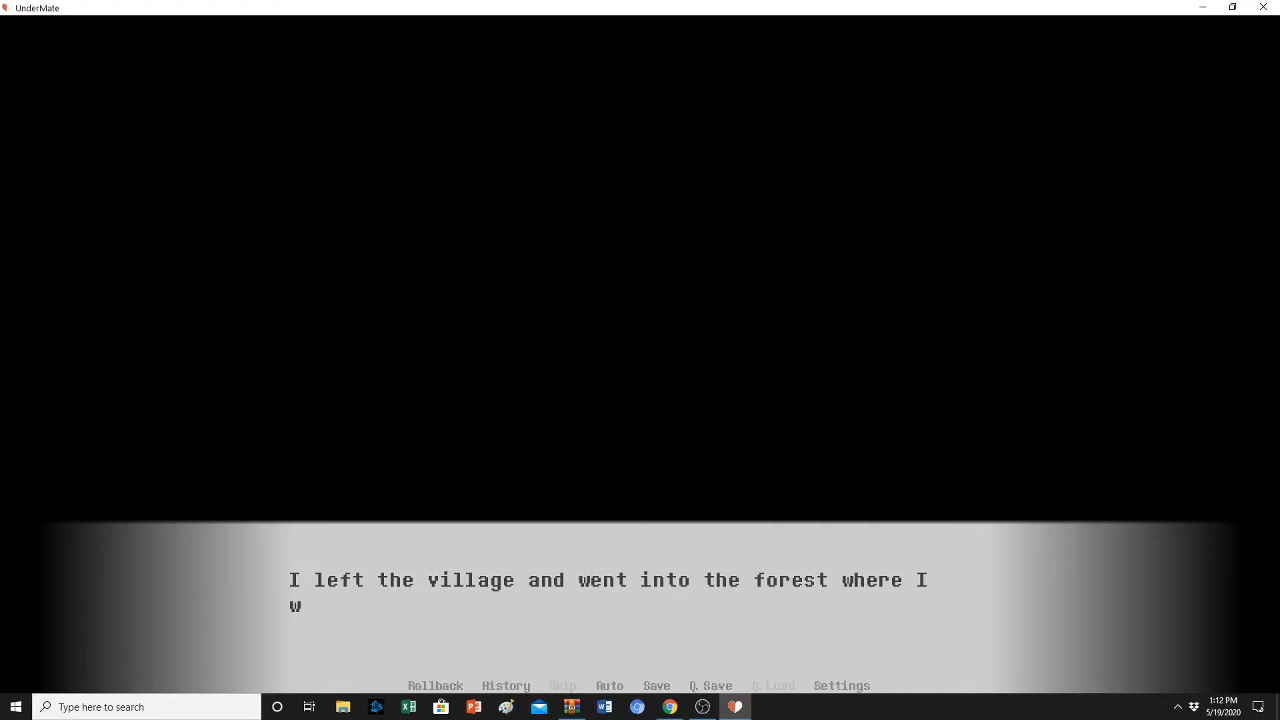 UnderMate
I left the village and went into the forest where I
w
Rollback History Skip Auto Save Q.Save Q.Load Settings
Type here to search
1:12 PM
5/19/2020